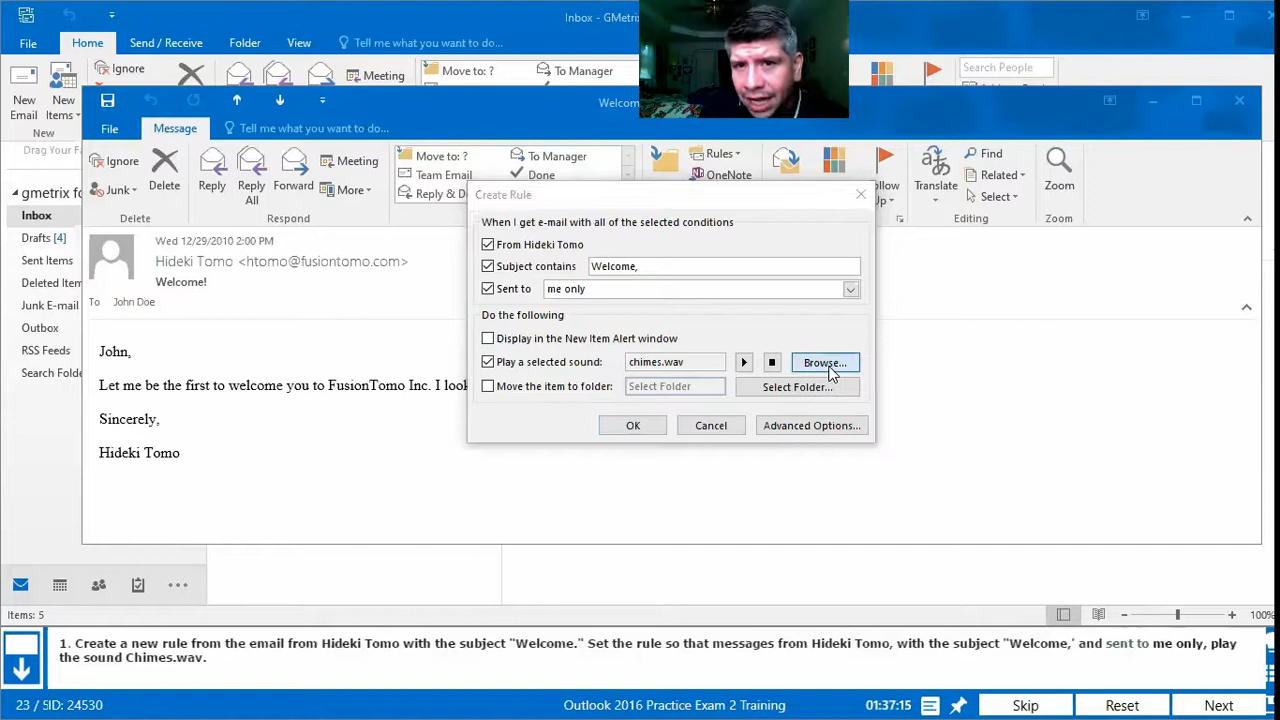 Inbox - GMetrix
File Home Send / Receive Folder View Tell me what you want to do...
Ignore Meeting Move to: ? To Manager Search People
New Email New Items
New
Drag Your Fa
gmetrix
Inbox
Drafts [4]
Sent Items
Deleted Item
Junk E-mail
Outbox
RSS Feeds
Search Folder
Welco
File Message Tell me what you want to do...
Ignore Junk Delete Reply Reply All Forward Meeting More
Move to: ? To Manager
Team Email Done
Reply & D
Rules OneNote Translate Find Related Select Zoom
Delete Respond Editing Zoom
Wed 12/29/2010 2:00 PM
Hideki Tomo <htomo@fusiontomo.com>
Welcome!
To John Doe
John,
Let me be the first to welcome you to FusionTomo Inc. I look
Sincerely,
Hideki Tomo
Create Rule
When I get e-mail with all of the selected conditions
From Hideki Tomo
Subject contains Welcome,
Sent to me only
Do the following
Display in the New Item Alert window
Play a selected sound: chimes.wav Browse...
Move the item to folder: Select Folder Select Folder...
OK Cancel Advanced Options...
Items: 5 100%
1. Create a new rule from the email from Hideki Tomo with the subject "Welcome." Set the rule so that messages from Hideki Tomo, with the subject "Welcome,' and sent to me only, play
the sound Chimes.wav.
23 / SID: 24530 Outlook 2016 Practice Exam 2 Training 01:37:15 Skip Reset Next